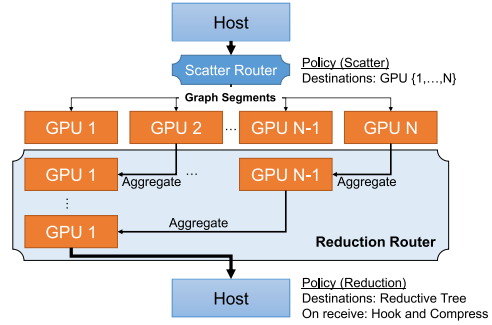 Host
Scatter Router
Policy (Scatter)
Destinations: GPU {1,...,N}
Graph Segments
GPU 1
GPU 2
...
GPU N-1
GPU N
GPU 1
Aggregate
...
GPU N-1
Aggregate
⋮
GPU 1
Aggregate
Reduction Router
Host
Policy (Reduction)
Destinations: Reductive Tree
On receive: Hook and Compress